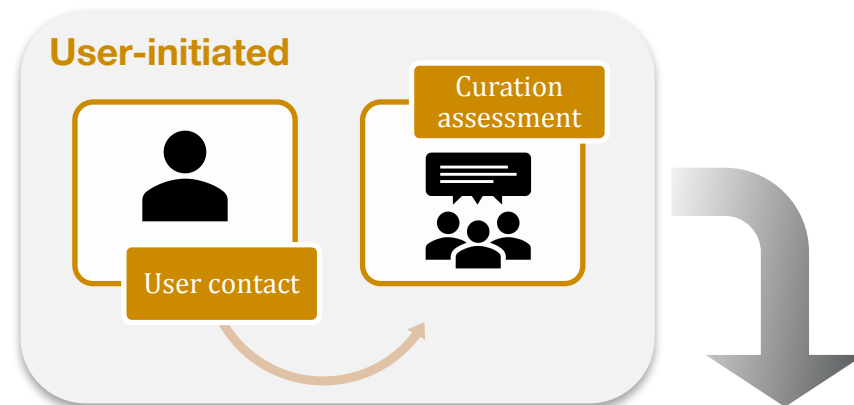 User-initiated
Curation
assessment
User contact